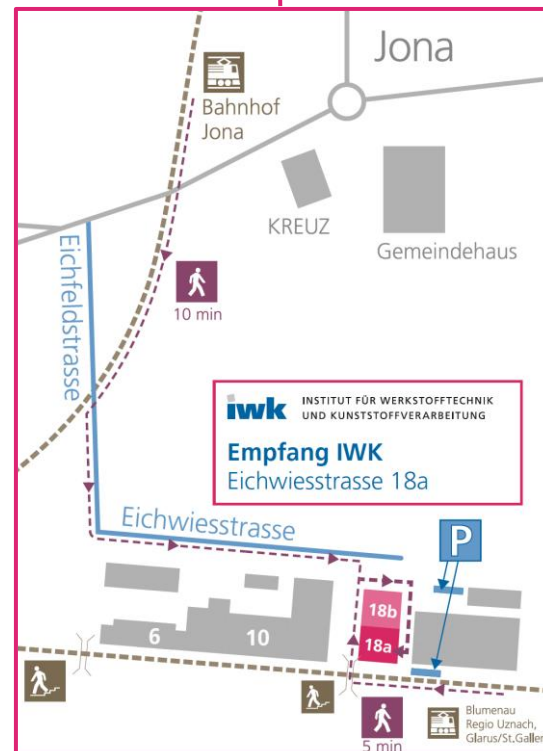 Jona
Bahnhof
Jona
KREUZ
Gemeindehaus
Eichfeldstrasse
10 min
iwk INSTITUT FÜR WERKSTOFFTECHNIK
UND KUNSTSTOFFVERARBEITUNG
Empfang IWK
Eichwiesstrasse 18a
Eichwiesstrasse
P
18b
6
10
18a
5 min
Blumenau
Regio Uznach,
Glarus/St.Gallen